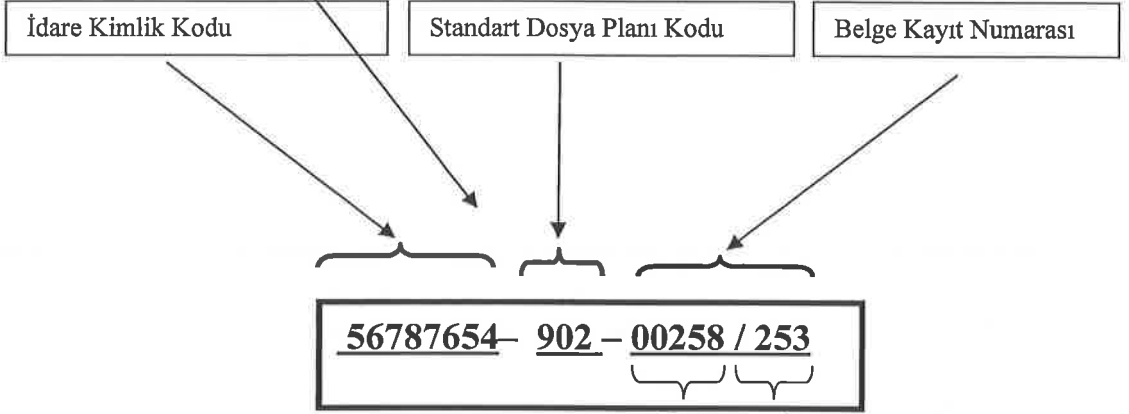 İdare Kimlik Kodu
Standart Dosya Planı Kodu
Belge Kayıt Numarası
56787654– 902 – 00258 / 253